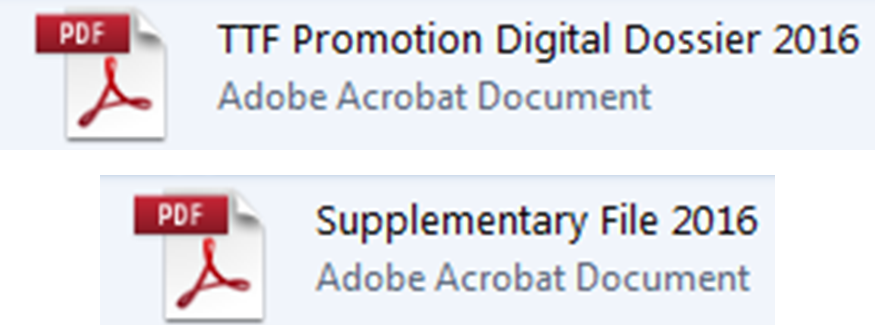 PDF
TTF Promotion Digital Dossier 2016
Adobe Acrobat Document
PDF
Supplementary File 2016
Adobe Acrobat Document